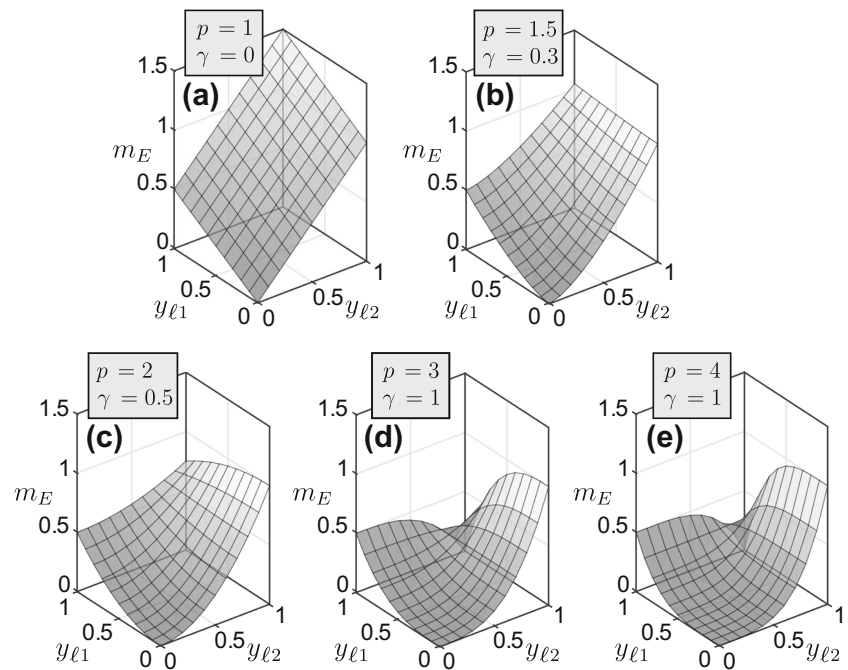 p = 1
γ = 0
(a)
1.5
1
m_E
0.5
0
1
0.5
y_ℓ1
0 0
0.5
y_ℓ2
1
p = 1.5
γ = 0.3
(b)
1.5
1
m_E
0.5
0
1
0.5
y_ℓ1
0 0
0.5
y_ℓ2
1
p = 2
γ = 0.5
(c)
1.5
1
m_E
0.5
0
1
0.5
y_ℓ1
0 0
0.5
y_ℓ2
1
p = 3
γ = 1
(d)
1.5
1
m_E
0.5
0
1
0.5
y_ℓ1
0 0
0.5
y_ℓ2
1
p = 4
γ = 1
(e)
1.5
1
m_E
0.5
0
1
0.5
y_ℓ1
0 0
0.5
y_ℓ2
1